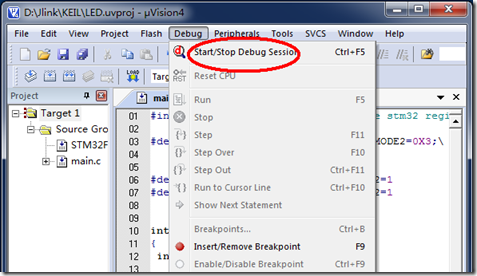 D:\Jlink\KEIL\LED.uvproj - µVision4
File Edit View Project Flash Debug Peripherals Tools SVCS Window Help
Start/Stop Debug Session Ctrl+F5
Reset CPU
Run F5
Stop
Step F11
Step Over F10
Step Out Ctrl+F11
Run to Cursor Line Ctrl+F10
Show Next Statement
Breakpoints... Ctrl+B
Insert/Remove Breakpoint F9
Enable/Disable Breakpoint Ctrl+F9
LOAD
Project
Target 1
Source Gro
STM32F
main.c
01 #in e stm32 regi
02
03 #de MODE2=0X3;\
04
05
06 #de 2=1
07 #de 2=1
08
09
10 int
11 {
12 in
13